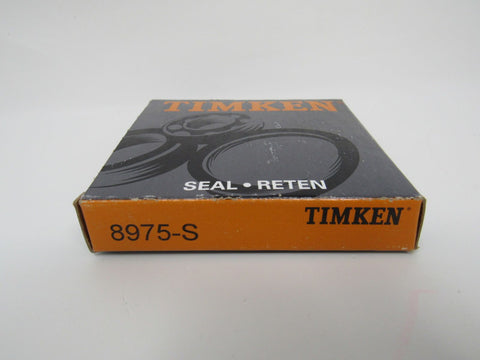 TIMKEN
SEAL • RETEN
8975-S
TIMKEN®